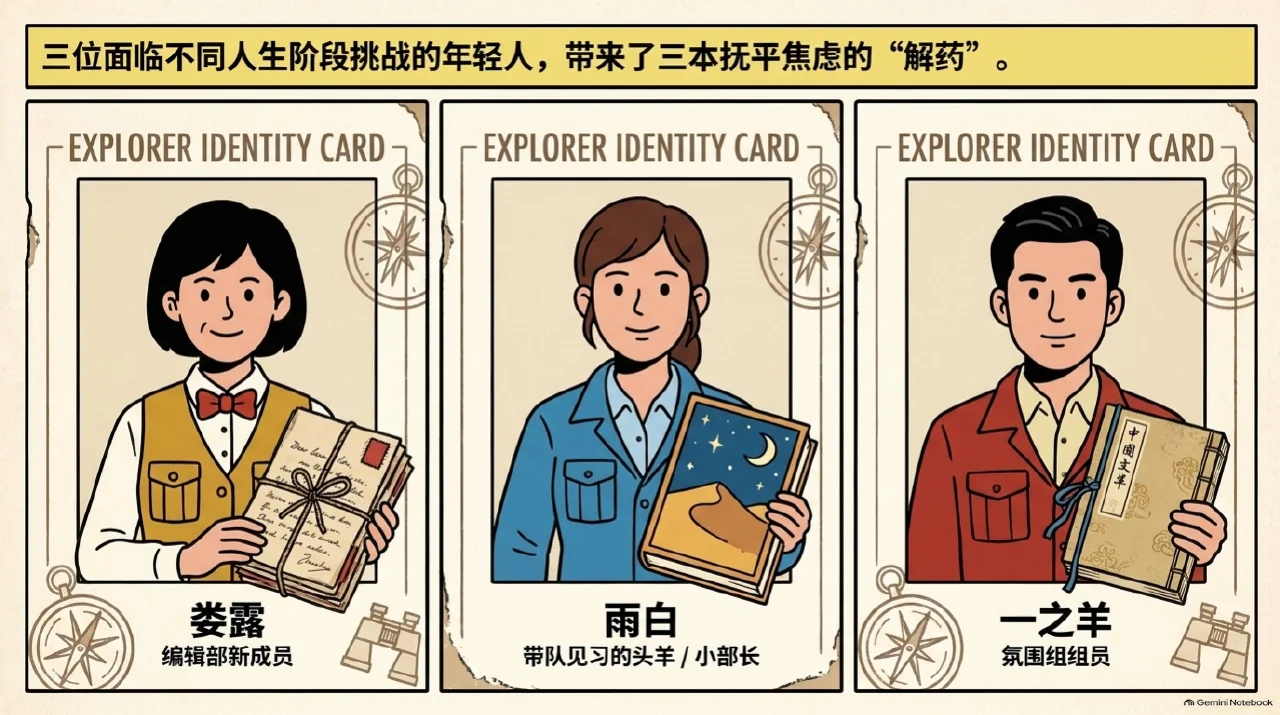 三位面临不同人生阶段挑战的年轻人，带来了三本抚平焦虑的“解药”。
EXPLORER IDENTITY CARD
娄露
编辑部新成员
EXPLORER IDENTITY CARD
雨白
带队见习的头羊 / 小部长
EXPLORER IDENTITY CARD
中國文革
一之羊
氛围组组员
Gemini Notebook